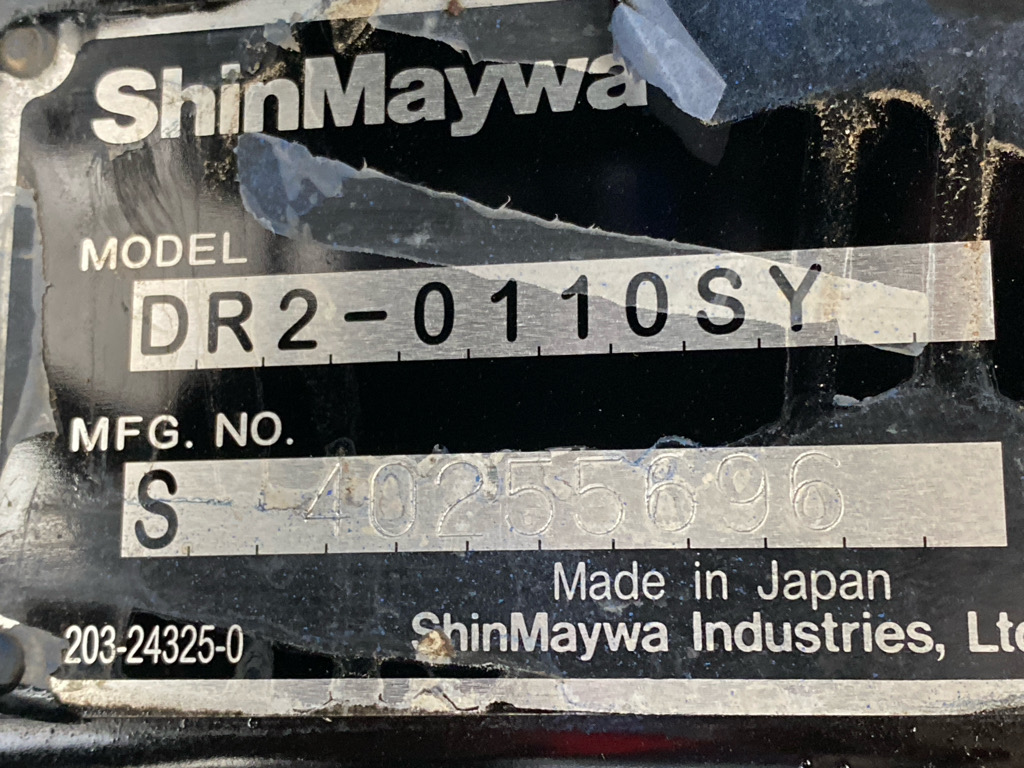 ShinMaywa
MODEL
DR2-0110SY
MFG. NO.
S 40255696
Made in Japan
203-24325-0
ShinMaywa Industries, Ltd